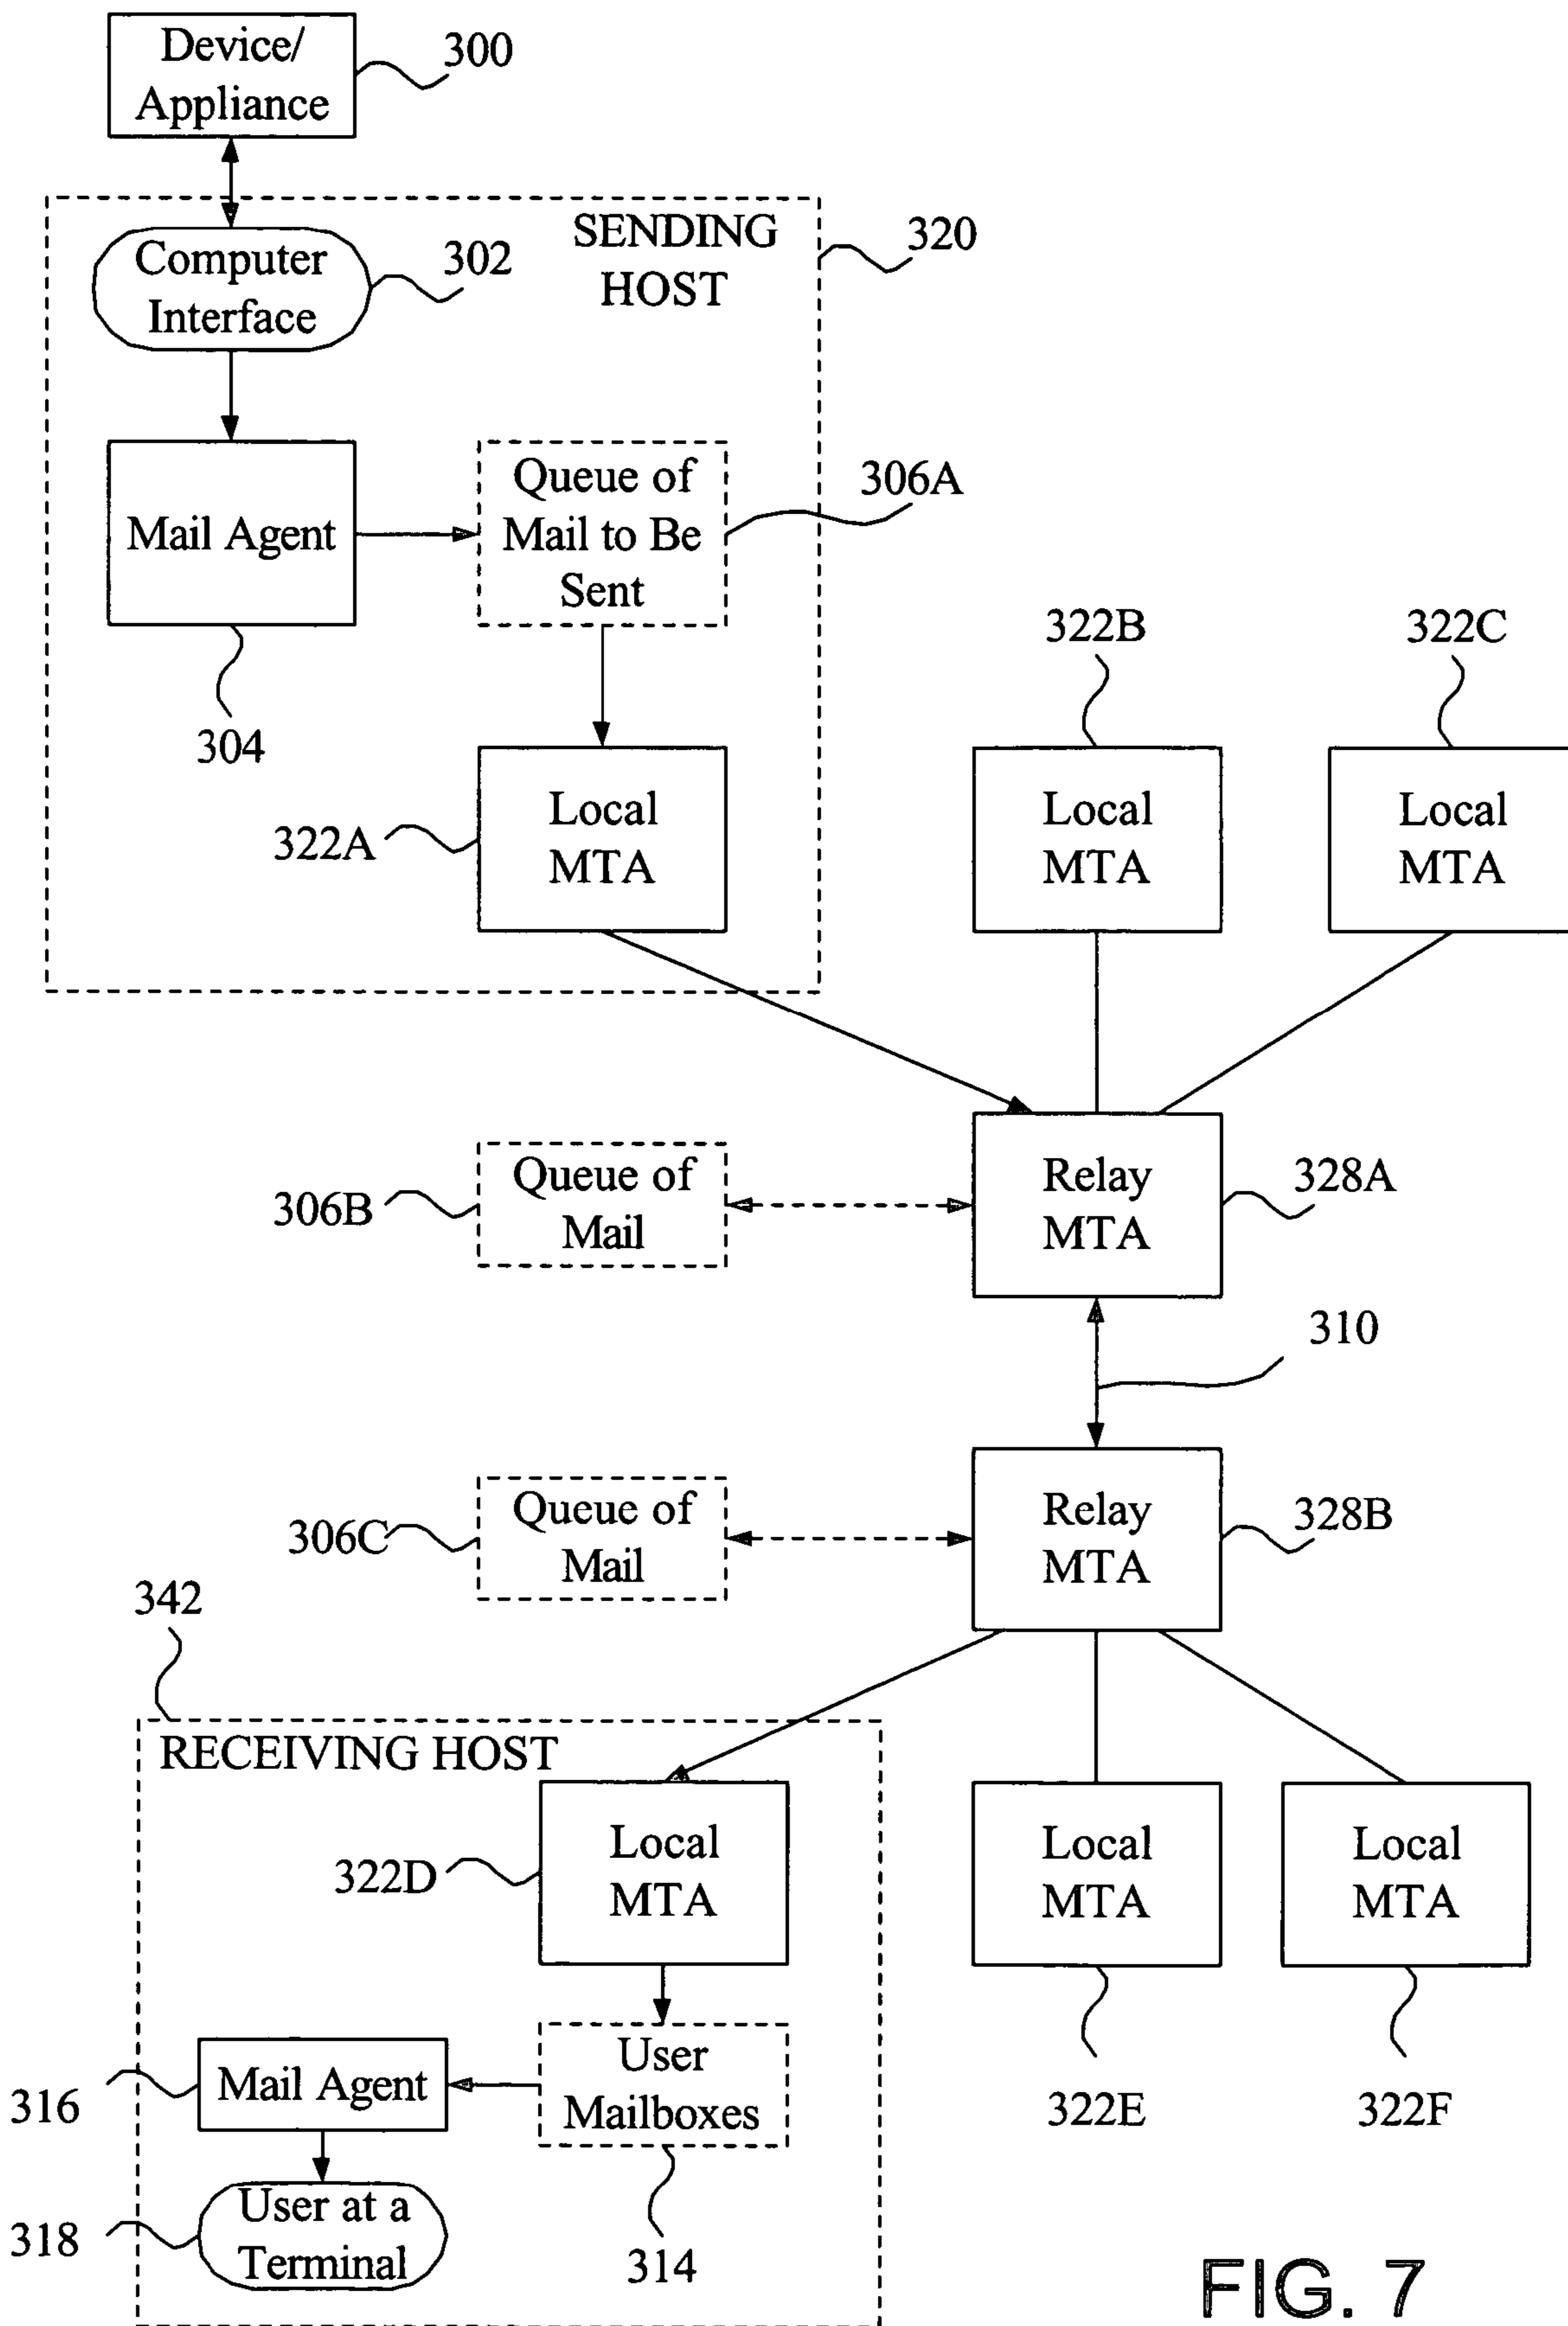 Device/
Appliance
300
SENDING
HOST
320
Computer
Interface
302
Mail Agent
304
Queue of
Mail to Be
Sent
306A
322B
322C
Local
MTA
322A
Local
MTA
Local
MTA
Queue of
Mail
306B
Relay
MTA
328A
310
Queue of
Mail
306C
Relay
MTA
328B
342
RECEIVING HOST
Local
MTA
322D
Local
MTA
Local
MTA
322E
322F
User
Mailboxes
314
Mail Agent
316
User at a
Terminal
318
FIG. 7